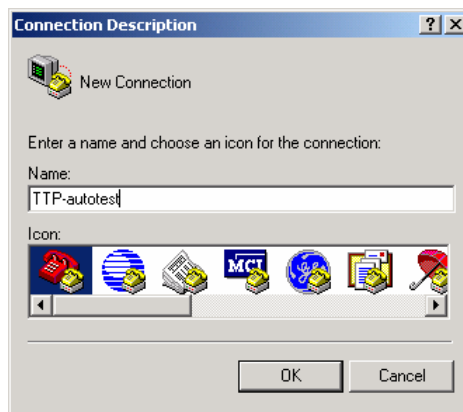 Connection Description
New Connection
Enter a name and choose an icon for the connection:
Name:
TTP-autotest
Icon:
MCI
OK
Cancel